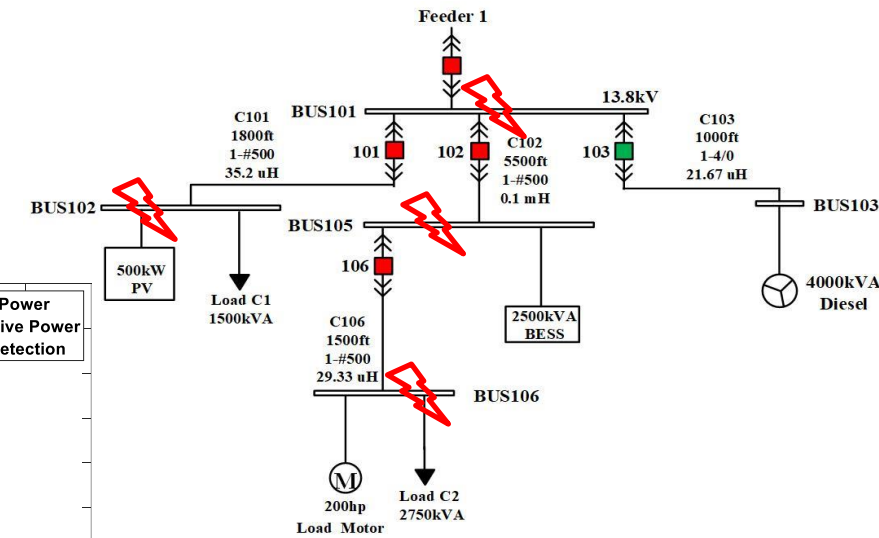 Feeder 1
13.8kV
BUS101
C101
1800ft
1-#500
35.2 uH
101
102
C102
5500ft
1-#500
0.1 mH
103
C103
1000ft
1-4/0
21.67 uH
BUS102
BUS105
BUS103
500kW
PV
Load C1
1500kVA
106
2500kVA
BESS
4000kVA
Diesel
Power
ive Power
etection
C106
1500ft
1-#500
29.33 uH
BUS106
M
200hp
Load Motor
Load C2
2750kVA